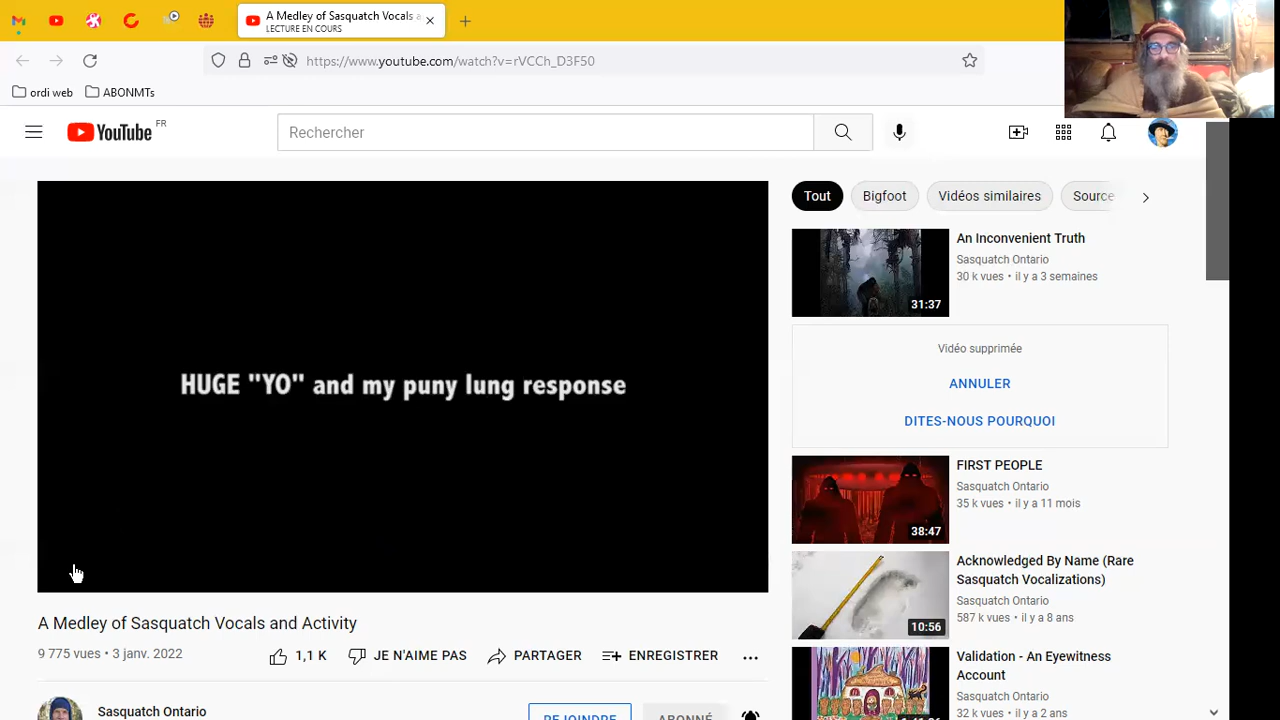 A Medley of Sasquatch Vocals a
LECTURE EN COURS
https://www.youtube.com/watch?v=rVCCh_D3F50
ordi web
ABONMTs
YouTube FR
Rechercher
HUGE "YO" and my puny lung response
A Medley of Sasquatch Vocals and Activity
9 775 vues • 3 janv. 2022
1,1 K
JE N'AIME PAS
PARTAGER
ENREGISTRER
Sasquatch Ontario
REJOINDRE
ABONNÉ
Tout
Bigfoot
Vidéos similaires
Source
An Inconvenient Truth
Sasquatch Ontario
30 k vues • il y a 3 semaines
31:37
Vidéo supprimée
ANNULER
DITES-NOUS POURQUOI
FIRST PEOPLE
Sasquatch Ontario
35 k vues • il y a 11 mois
38:47
Acknowledged By Name (Rare
Sasquatch Vocalizations)
Sasquatch Ontario
587 k vues • il y a 8 ans
10:56
Validation - An Eyewitness
Account
Sasquatch Ontario
32 k vues • il y a 2 ans